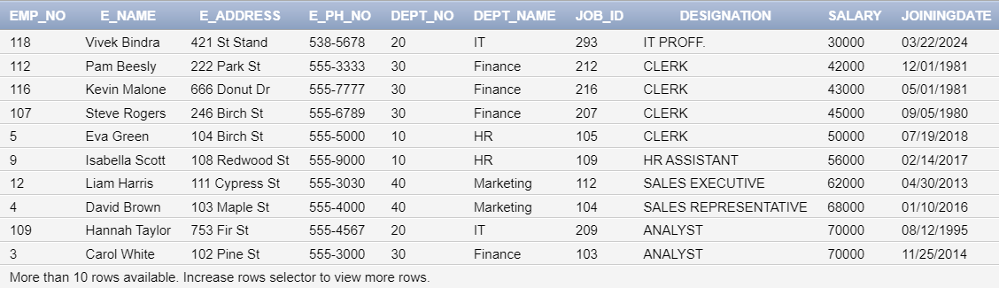 EMP_NO E_NAME E_ADDRESS E_PH_NO DEPT_NO DEPT_NAME JOB_ID DESIGNATION SALARY JOININGDATE
118 Vivek Bindra 421 St Stand 538-5678 20 IT 293 IT PROFF. 30000 03/22/2024
112 Pam Beesly 222 Park St 555-3333 30 Finance 212 CLERK 42000 12/01/1981
116 Kevin Malone 666 Donut Dr 555-7777 30 Finance 216 CLERK 43000 05/01/1981
107 Steve Rogers 246 Birch St 555-6789 30 Finance 207 CLERK 45000 09/05/1980
5 Eva Green 104 Birch St 555-5000 10 HR 105 CLERK 50000 07/19/2018
9 Isabella Scott 108 Redwood St 555-9000 10 HR 109 HR ASSISTANT 56000 02/14/2017
12 Liam Harris 111 Cypress St 555-3030 40 Marketing 112 SALES EXECUTIVE 62000 04/30/2013
4 David Brown 103 Maple St 555-4000 40 Marketing 104 SALES REPRESENTATIVE 68000 01/10/2016
109 Hannah Taylor 753 Fir St 555-4567 20 IT 209 ANALYST 70000 08/12/1995
3 Carol White 102 Pine St 555-3000 30 Finance 103 ANALYST 70000 11/25/2014
More than 10 rows available. Increase rows selector to view more rows.